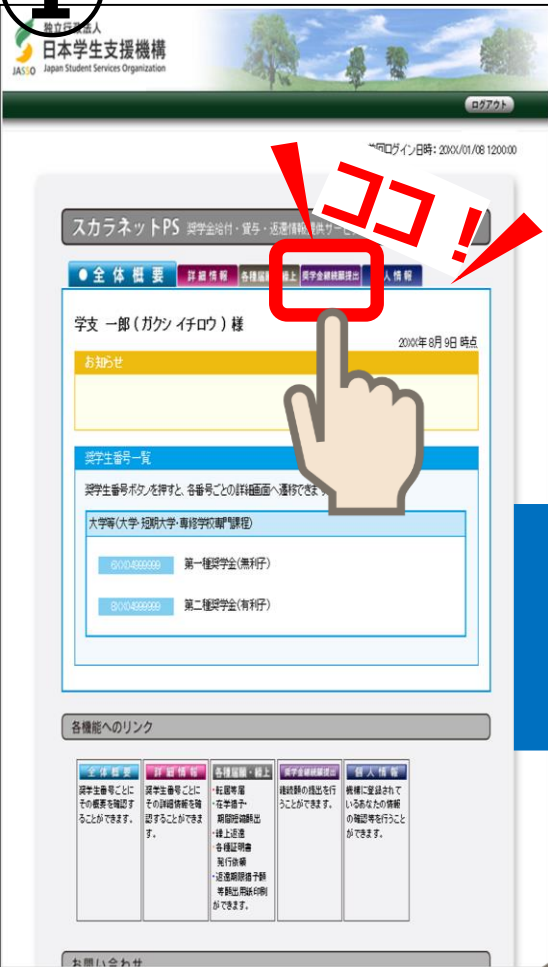 ①
独立行政法人
日本学生支援機構
JASSO Japan Student Services Organization
ログアウト
前回ログイン日時：20XX/01/08 12:00:00
ココ！
スカラネットPS 奨学金給付・貸与・返還情報提供サー
●全体概要 詳細情報 各種届願・繰上 奨学金継続願提出 人情報
学支 一郎 ( ガクシ イチロウ ) 様
20XX年 8月 9日 時点
お知らせ
奨学生番号一覧
奨学生番号ボタンを押すと、各番号ごとの詳細画面へ遷移できま
大学等(大学・短期大学・専修学校専門課程)
6XX04999999 第一種奨学金(無利子)
8XX04999999 第二種奨学金(有利子)
各機能へのリンク
全体概要
奨学生番号ごとに
その概要を確認す
ることができます。
詳細情報
奨学生番号ごとに
その詳細情報を確
認することができま
す。
各種届願・繰上
・転居等届
・在学猶予・
期間短縮願出
・繰上返還
・各種証明書
発行依頼
・返還期限猶予願
等願出用紙印刷
ができます。
奨学金継続願提出
継続願の提出を行
うことができます。
個人情報
機構に登録されて
いるあなたの情報
の確認等を行うこと
ができます。
お問い合わせ